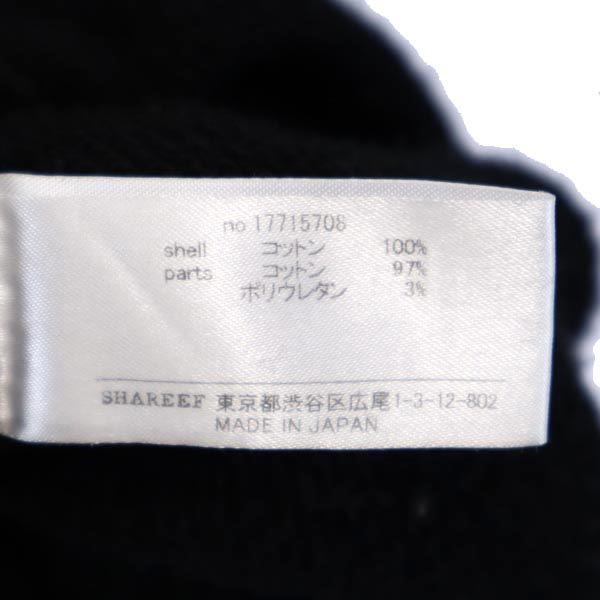 no 17715708
shell コットン 100%
parts コットン 97%
ポリウレタン 3%
SHAREEF 東京都渋谷区広尾1-3-12-802
MADE IN JAPAN